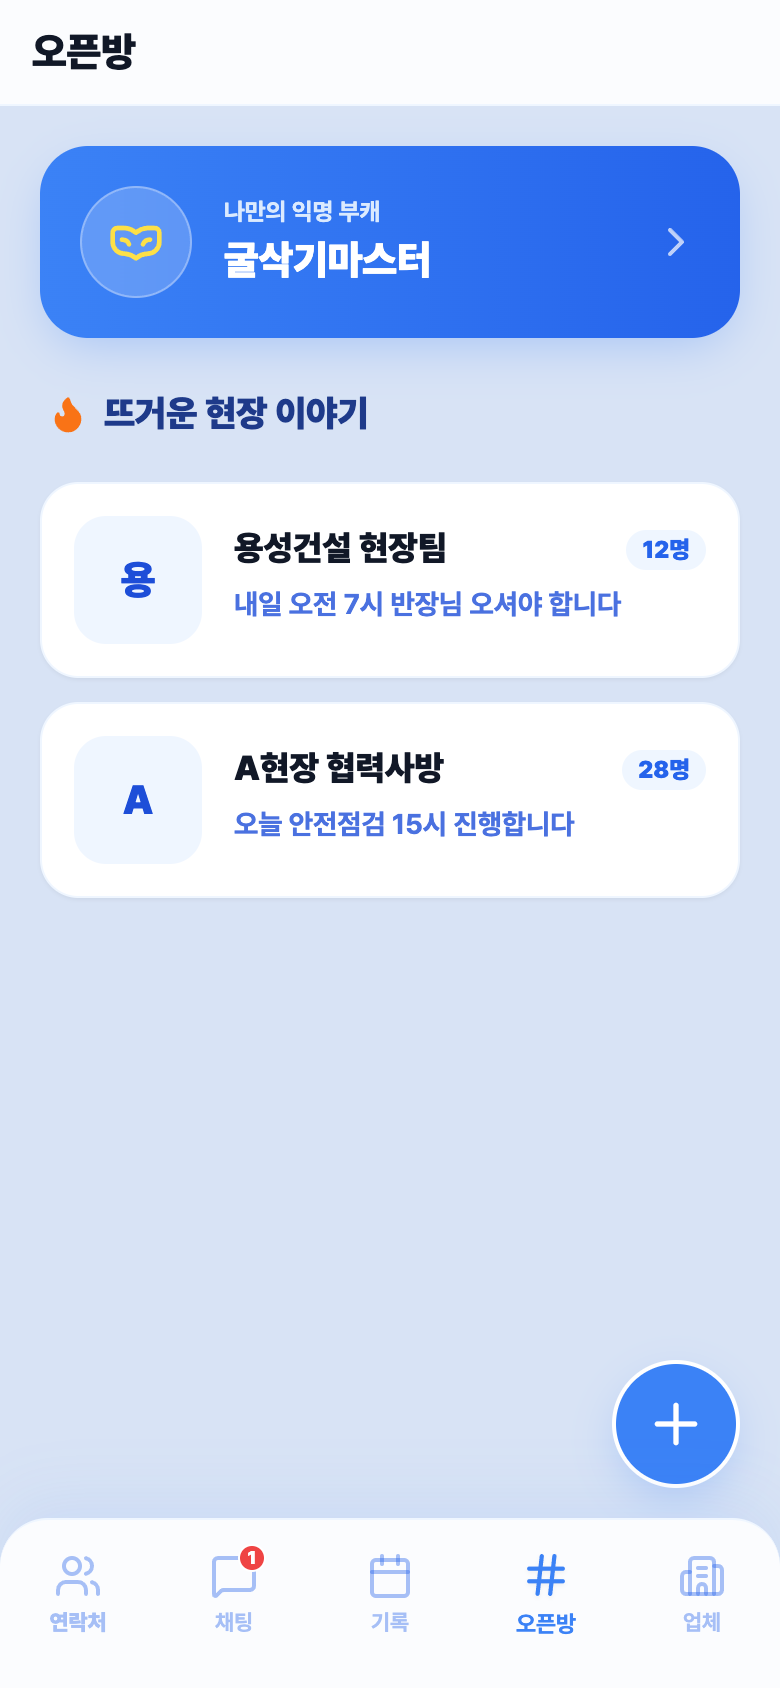 오픈방
나만의 익명 부캐
굴삭기마스터
뜨거운 현장 이야기
용
용성건설 현장팀
12명
내일 오전 7시 반장님 오셔야 합니다
A
A현장 협력사방
28명
오늘 안전점검 15시 진행합니다
1
연락처
채팅
기록
오픈방
업체